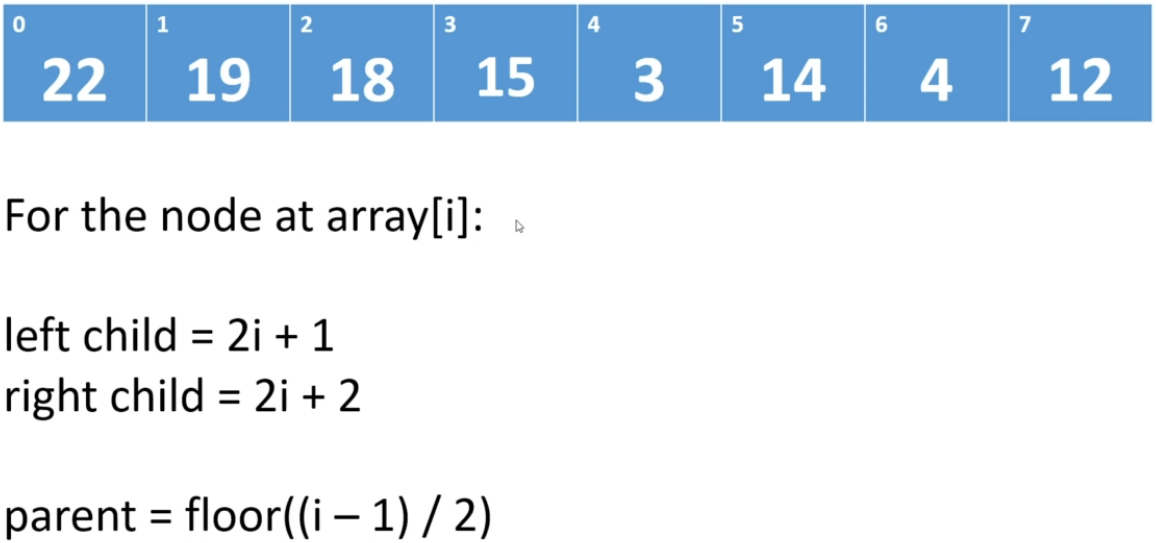 0 1 2 3 4 5 6 7
22 19 18 15 3 14 4 12
For the node at array[i]:
left child = 2i + 1
right child = 2i + 2
parent = floor((i – 1) / 2)